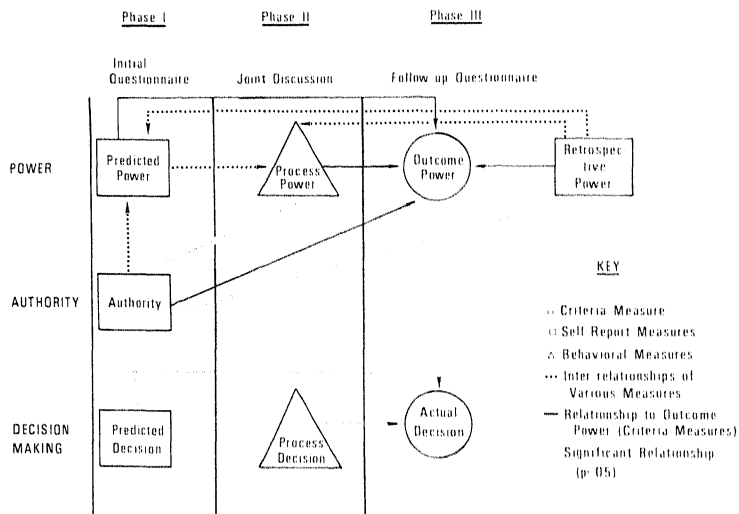 Phase I
Phase II
Phase III
Initial
Questionnaire
Joint Discussion
Follow up Questionnaire
POWER
Predicted
Power
Process
Power
Outcome
Power
Retrospec
tive
Power
AUTHORITY
Authority
DECISION
MAKING
Predicted
Decision
Process
Decision
Actual
Decision
KEY
Criteria Measure
Self Report Measures
Behavioral Measures
Inter relationships of
Various Measures
Relationship to Outcome
Power (Criteria Measures)
Significant Relationship
(p 05)